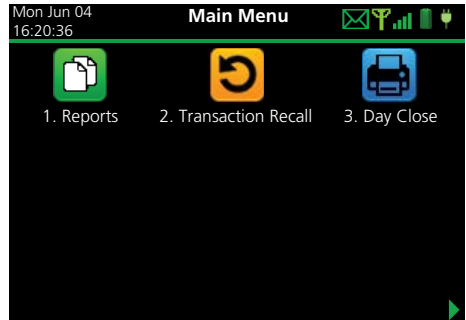 Mon Jun 04
16:20:36
Main Menu
1. Reports
2. Transaction Recall
3. Day Close